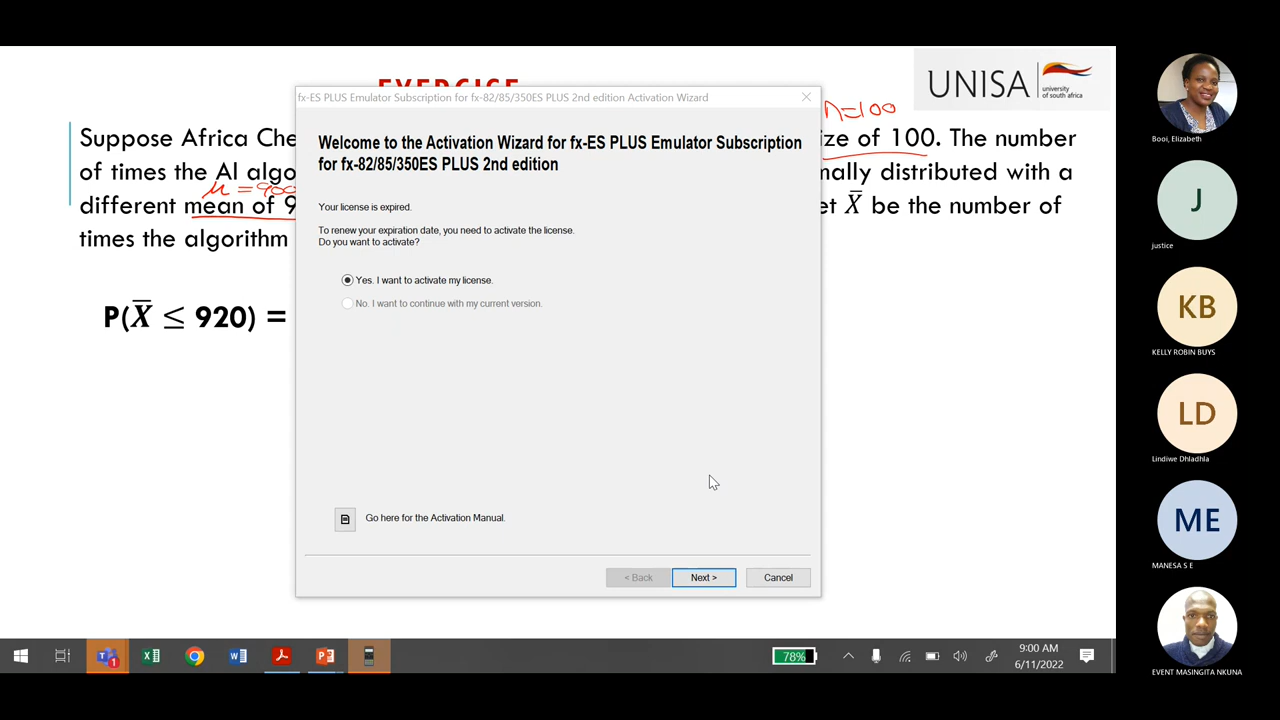 EXERCISE
UNISA
university
of south africa
fx-ES PLUS Emulator Subscription for fx-82/85/350ES PLUS 2nd edition Activation Wizard
n=100
Suppose Africa Che
size of 100. The number
of times the AI algo
mally distributed with a
μ = 900
different mean of 9
et X̄ be the number of
times the algorithm
P(X̄ ≤ 920) =
Welcome to the Activation Wizard for fx-ES PLUS Emulator Subscription
for fx-82/85/350ES PLUS 2nd edition
Your license is expired.
To renew your expiration date, you need to activate the license.
Do you want to activate?
Yes. I want to activate my license.
No. I want to continue with my current version.
Go here for the Activation Manual.
< Back
Next >
Cancel
Booi, Elizabeth
J
justice
KB
KELLY ROBIN BUYS
LD
Lindiwe Dhladhla
ME
MANESA S E
EVENT MASINGITA NKUNA
1
78%
9:00 AM
6/11/2022